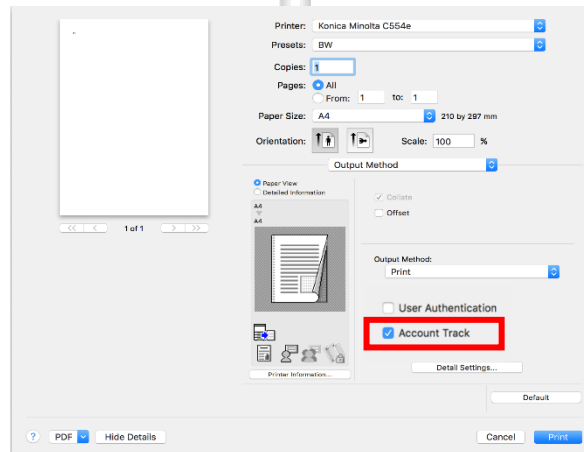 Printer: Konica Minolta C554e
Presets: BW
Copies: 1
Pages: All
From: 1 to: 1
Paper Size: A4 210 by 297 mm
Orientation: Scale: 100 %
Output Method
Paper View
Detailed Information
A4
A4
Collate
Offset
<< < 1 of 1 > >>
Output Method:
Print
User Authentication
Account Track
Detail Settings...
Printer Information...
Default
? PDF Hide Details Cancel Print